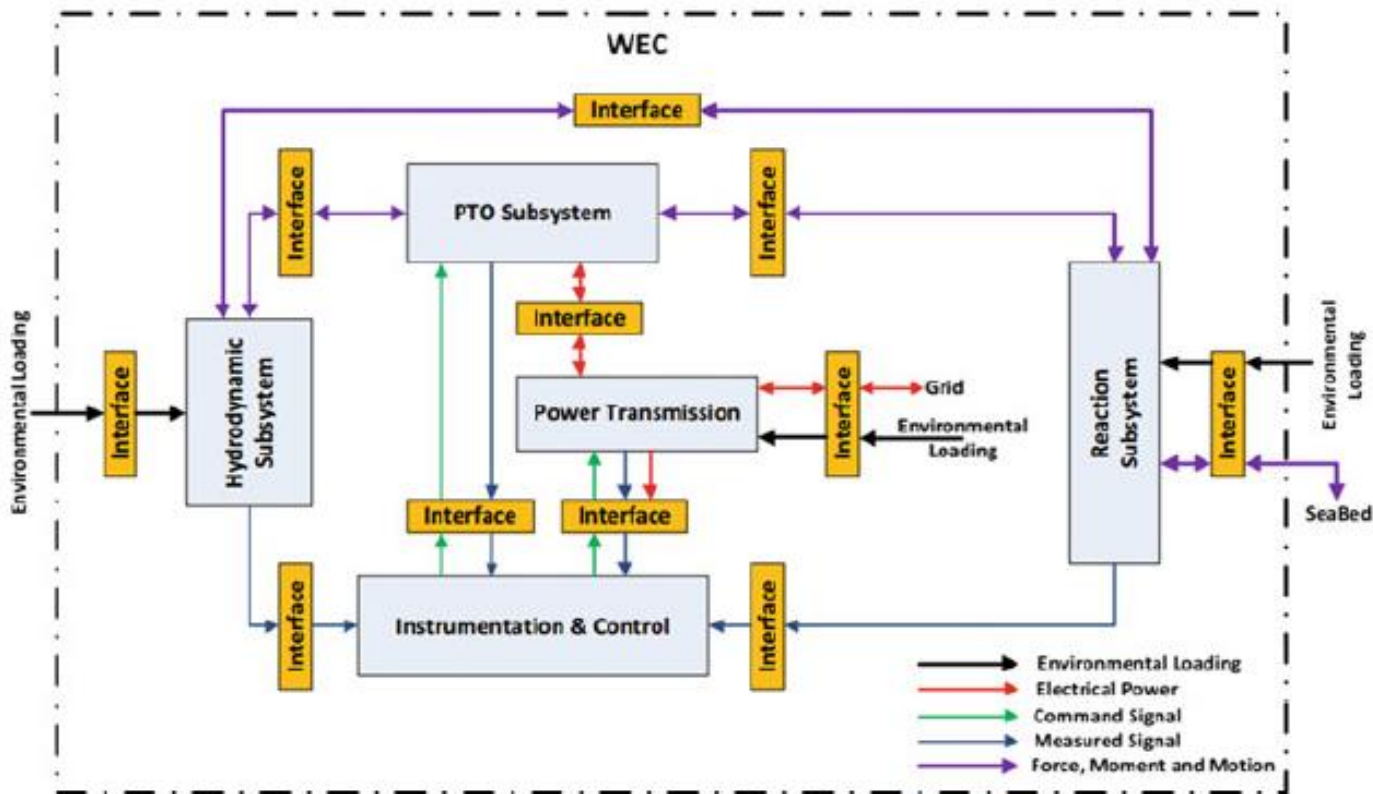 WEC
Interface
Interface
PTO Subsystem
Interface
Interface
Environmental Loading
Interface
Hydrodynamic
Subsystem
Power Transmission
Interface
Grid
Environmental
Loading
Reaction
Subsystem
Interface
Environmental
Loading
SeaBed
Interface
Interface
Interface
Instrumentation & Control
Interface
Environmental Loading
Electrical Power
Command Signal
Measured Signal
Force, Moment and Motion